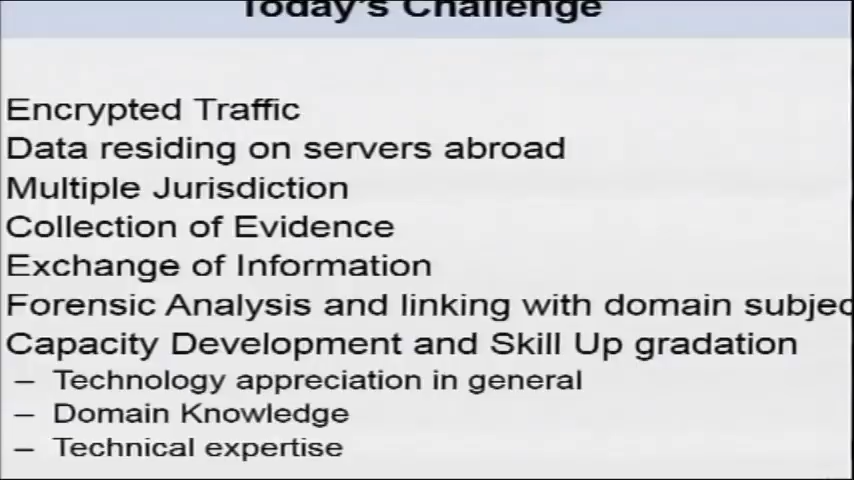 Today's Challenge
Encrypted Traffic
Data residing on servers abroad
Multiple Jurisdiction
Collection of Evidence
Exchange of Information
Forensic Analysis and linking with domain
Capacity Development and Skill Up gradation
– Technology appreciation in general
– Domain Knowledge
– Technical expertise